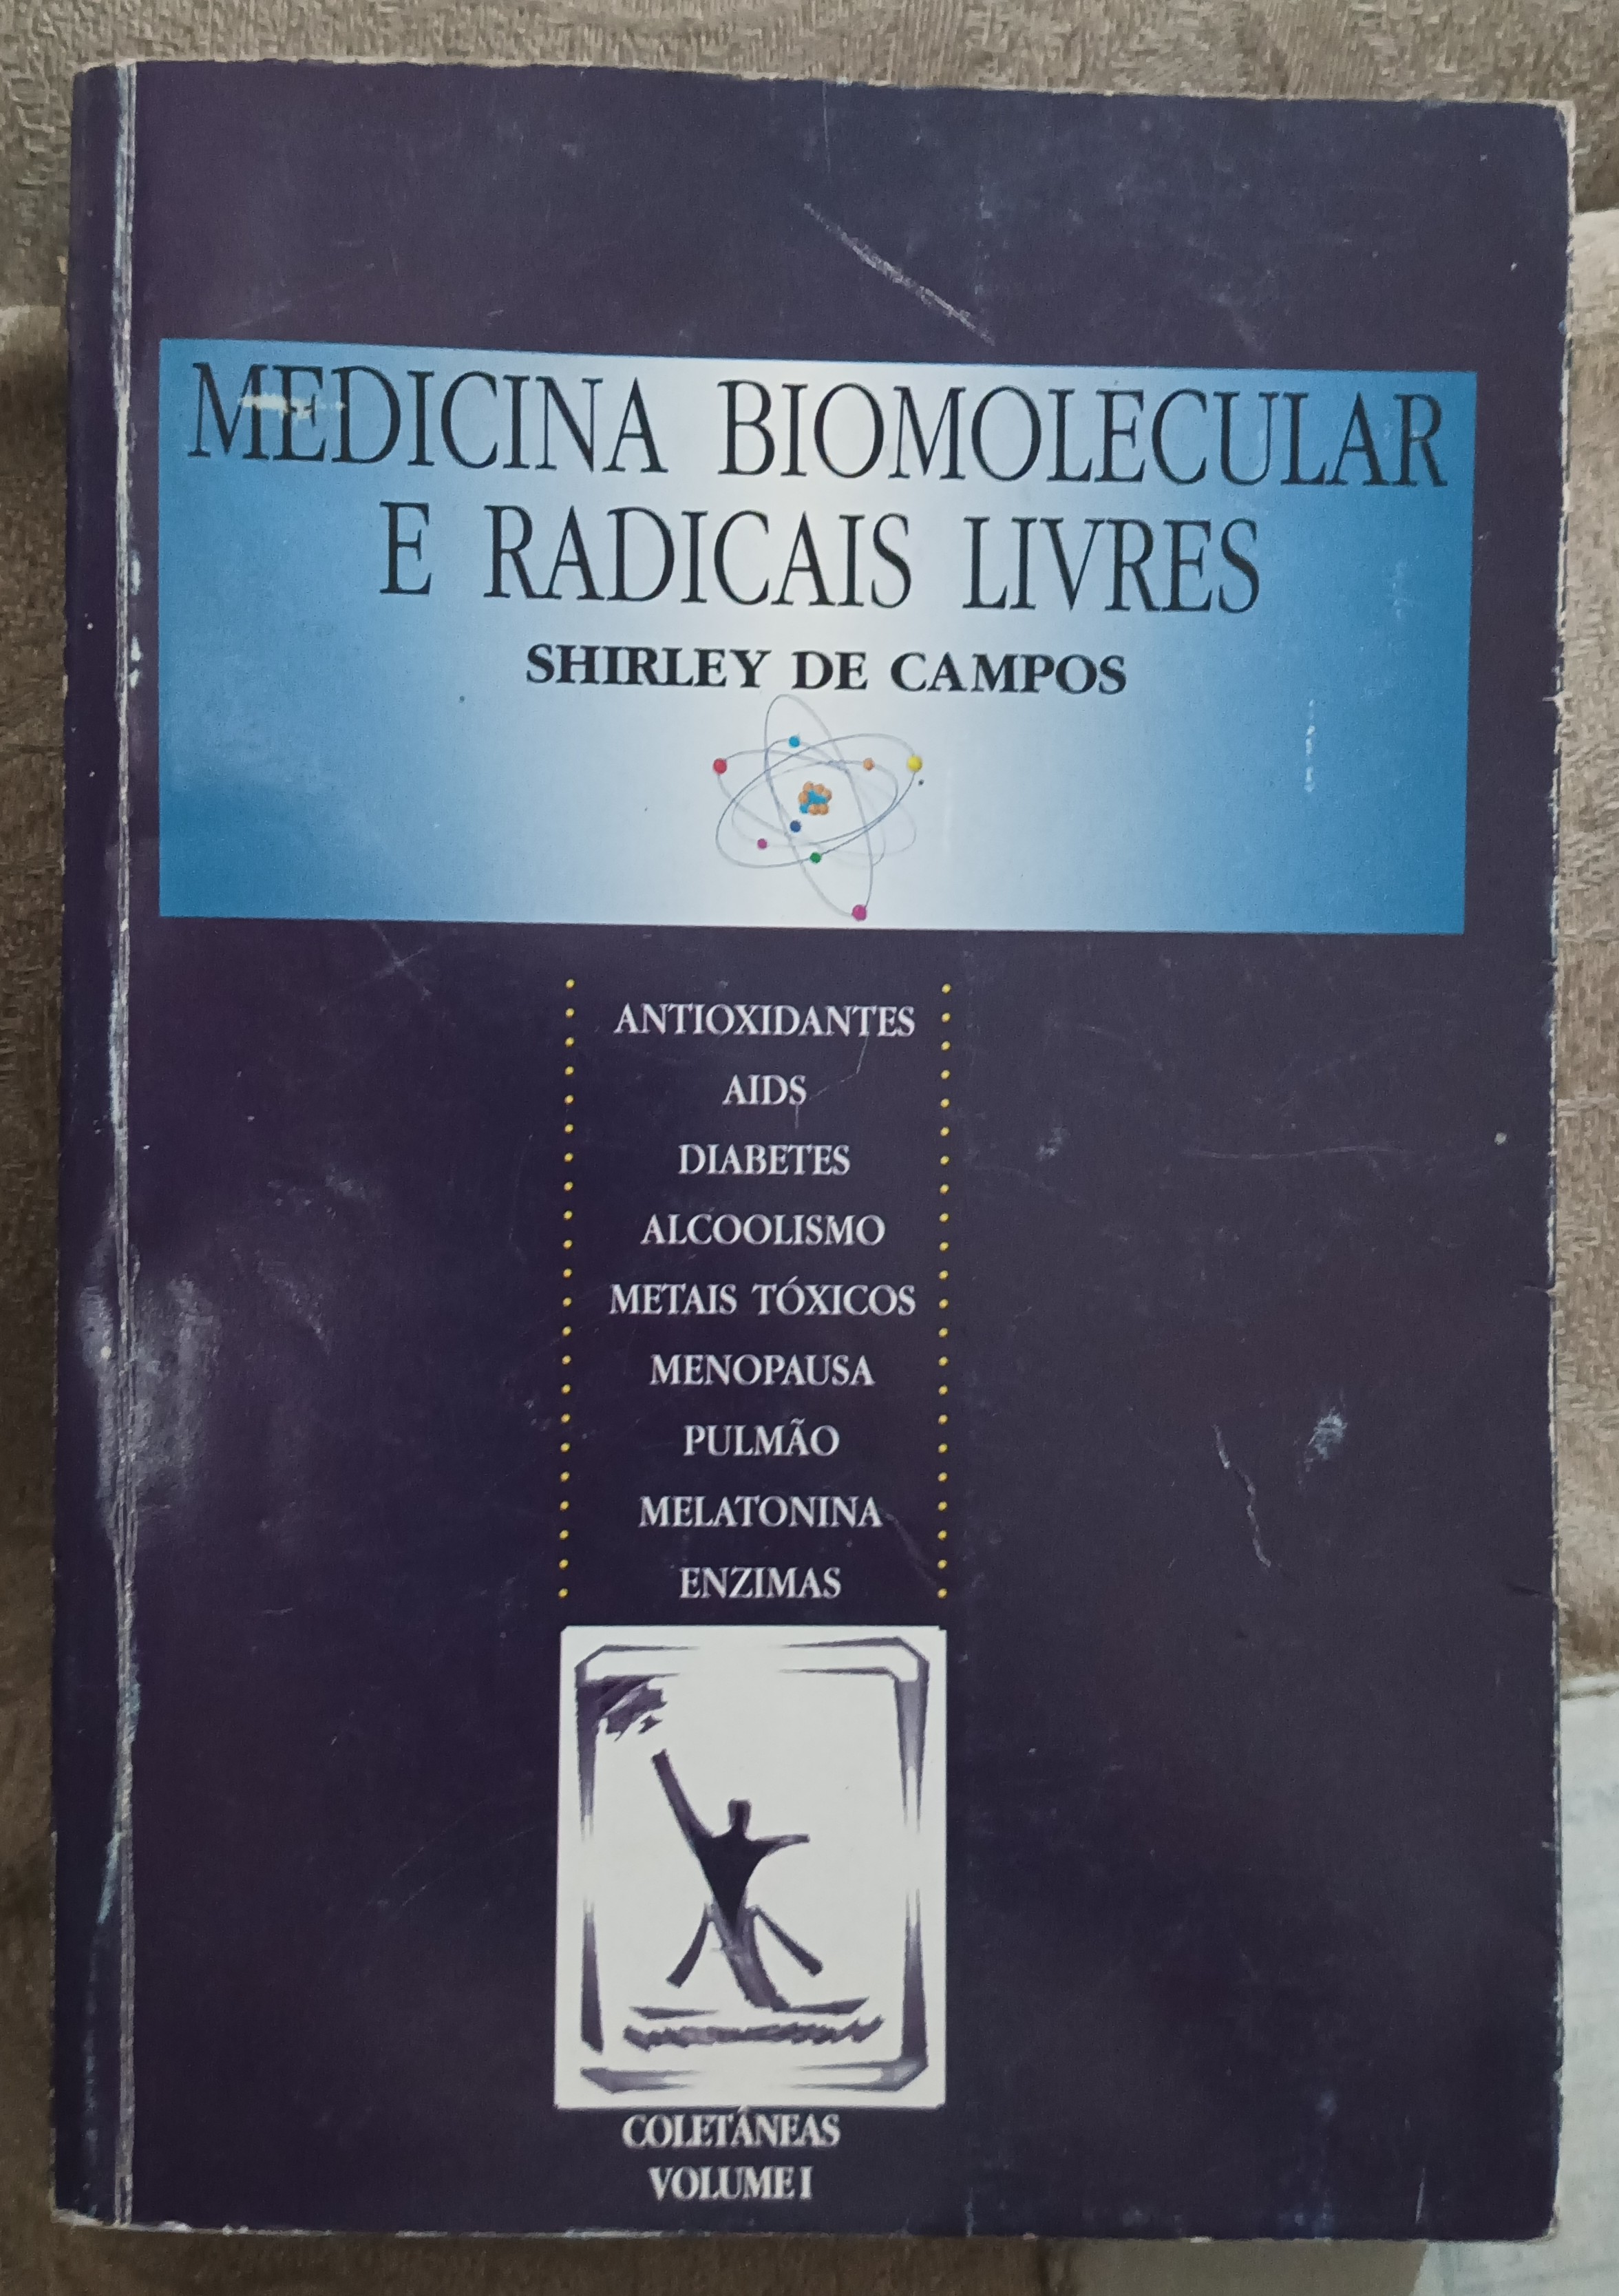 MEDICINA BIOMOLECULAR
E RADICAIS LIVRES
SHIRLEY DE CAMPOS
ANTIOXIDANTES
AIDS
DIABETES
ALCOOLISMO
METAIS TÓXICOS
MENOPAUSA
PULMÃO
MELATONINA
ENZIMAS
COLETÂNEAS
VOLUME I